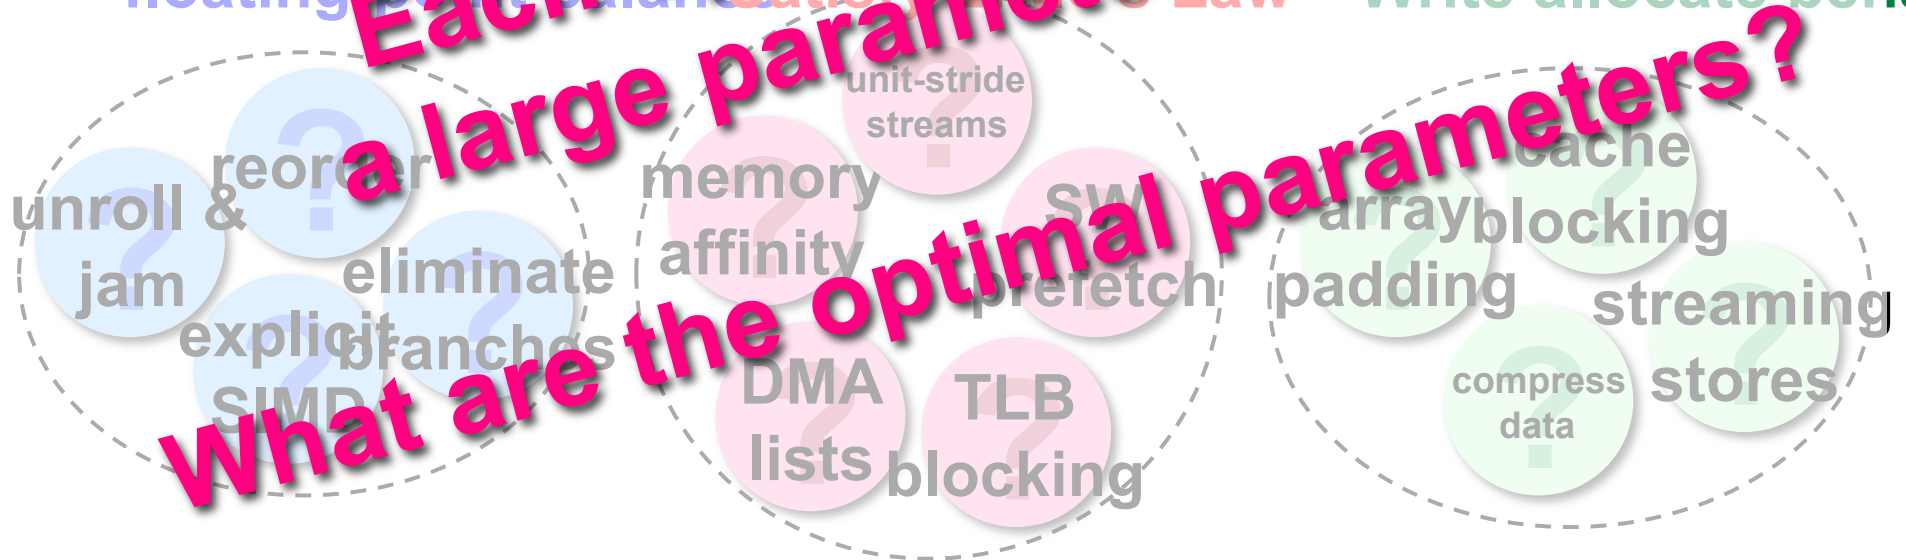 Each
a large
What are the optimal parameters?
reorder
unroll &
jam
eliminate
branches
explicit
SIMD
unit-stride
streams
memory
affinity
SW
prefetch
DMA
lists
TLB
blocking
cache
blocking
array
padding
streaming
stores
compress
data